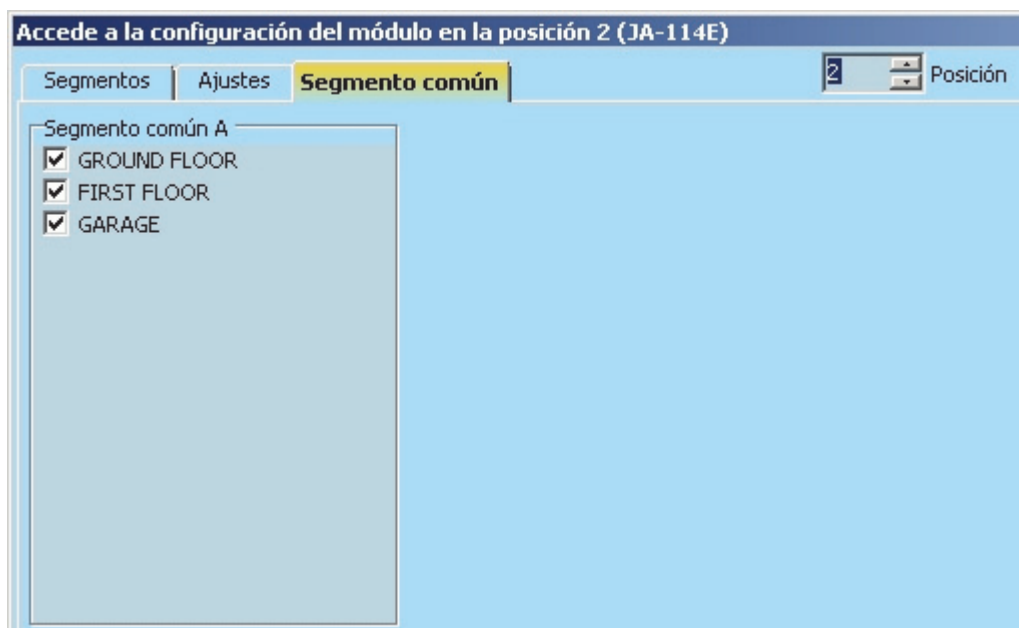 Accede a la configuración del módulo en la posición 2 (JA-114E)
Segmentos Ajustes Segmento común 2 Posición
Segmento común A
GROUND FLOOR
FIRST FLOOR
GARAGE